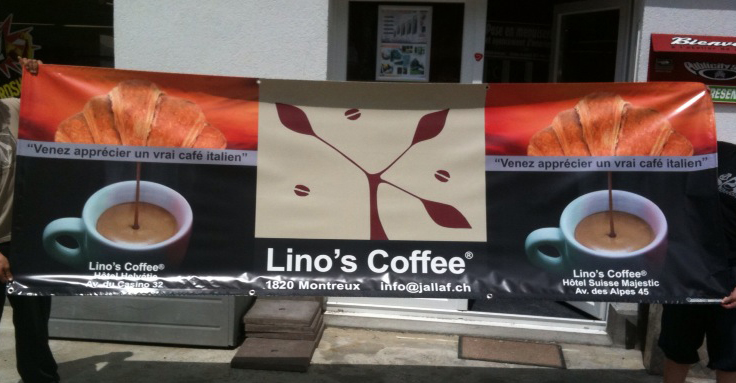 Bienve
“Venez apprécier un vrai café italien”
“Venez apprécier un vrai café italien”
Lino's Coffee®
Hôtel Helvétie
Av. du Casino 32
Lino's Coffee®
1820 Montreux info@jallaf.ch
Lino's Coffee®
Hôtel Suisse Majestic
Av. des Alpes 45